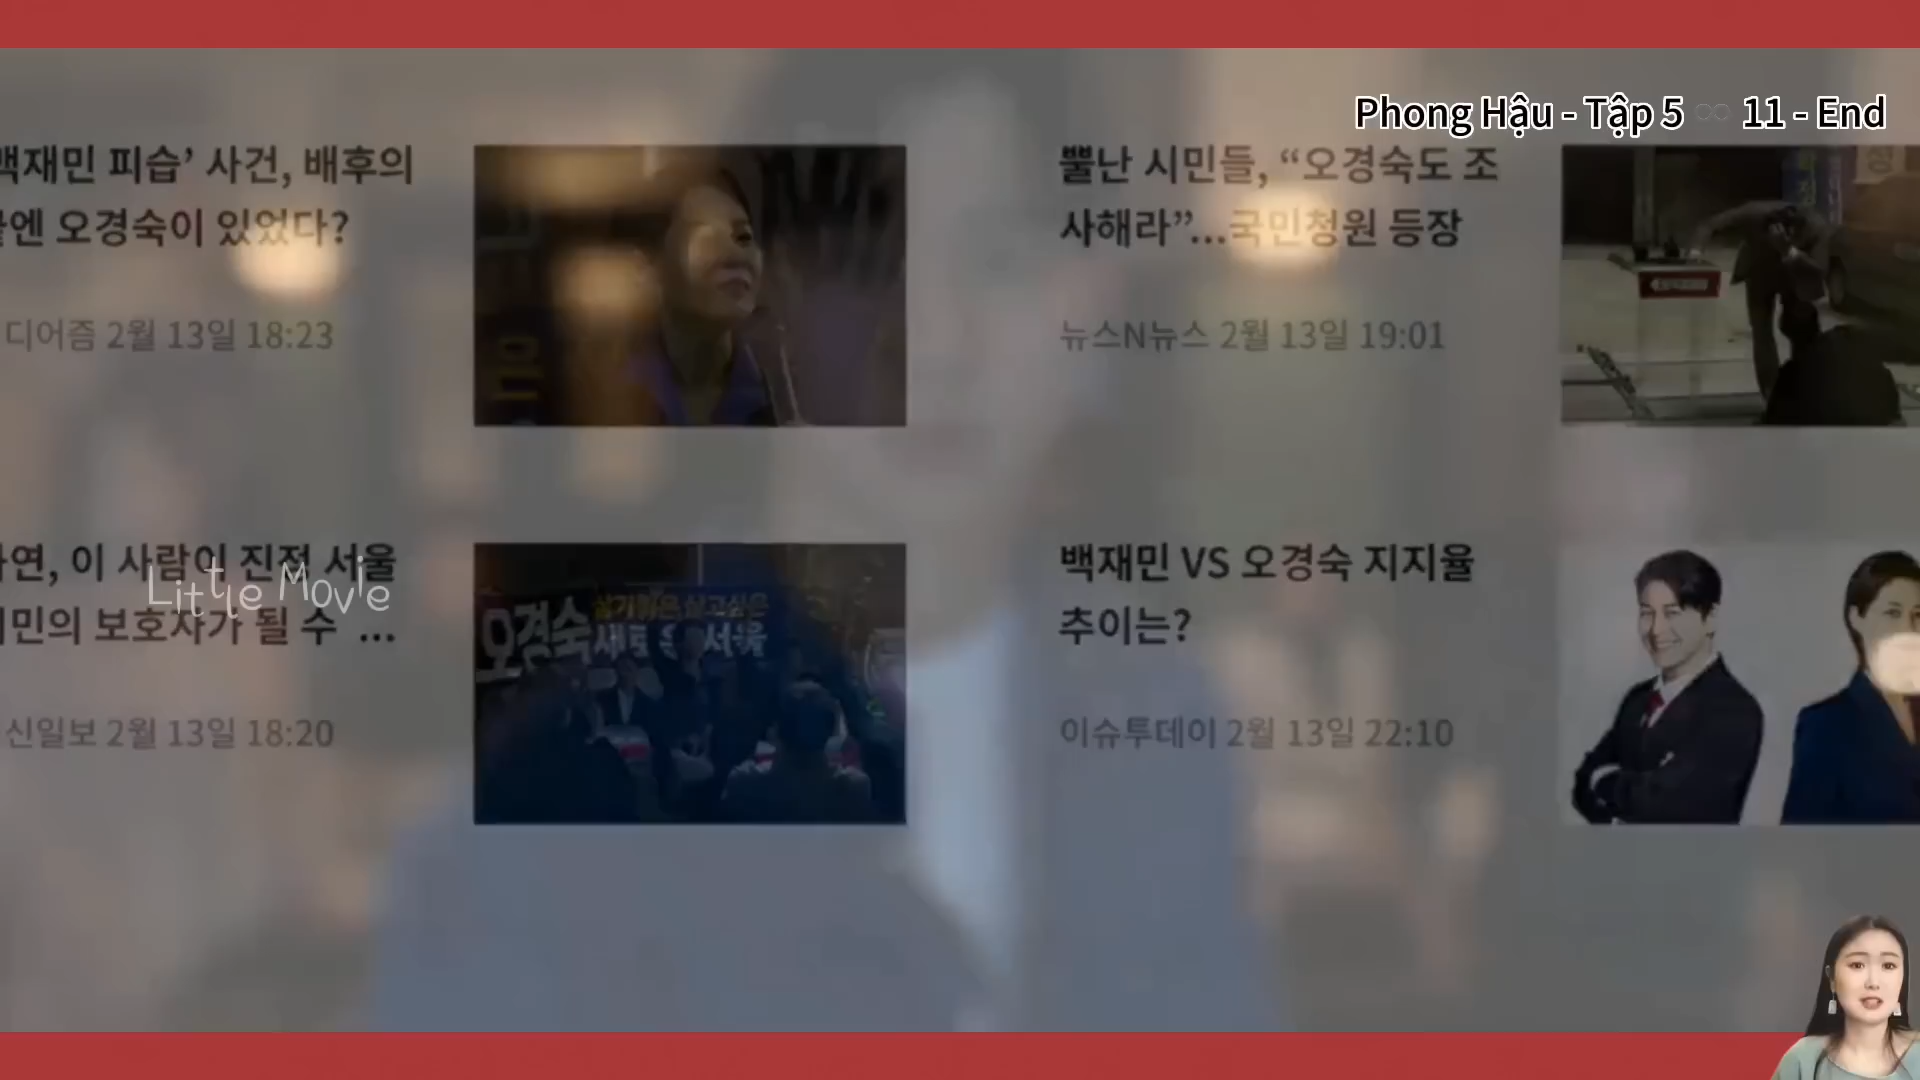 Phong Hậu - Tập 5 ♾ 11 - End
백재민 피습’ 사건, 배후의
끝엔 오경숙이 있었다?
디어즘 2월 13일 18:23
뿔난 시민들, “오경숙도 조
사해라”...국민청원 등장
뉴스N뉴스 2월 13일 19:01
이 사람이 진정 서울
시민의 보호자가 될 수 ...
신일보 2월 13일 18:20
Little Movie
오경숙
새로운 서울
백재민 VS 오경숙 지지율
추이는?
이슈투데이 2월 13일 22:10